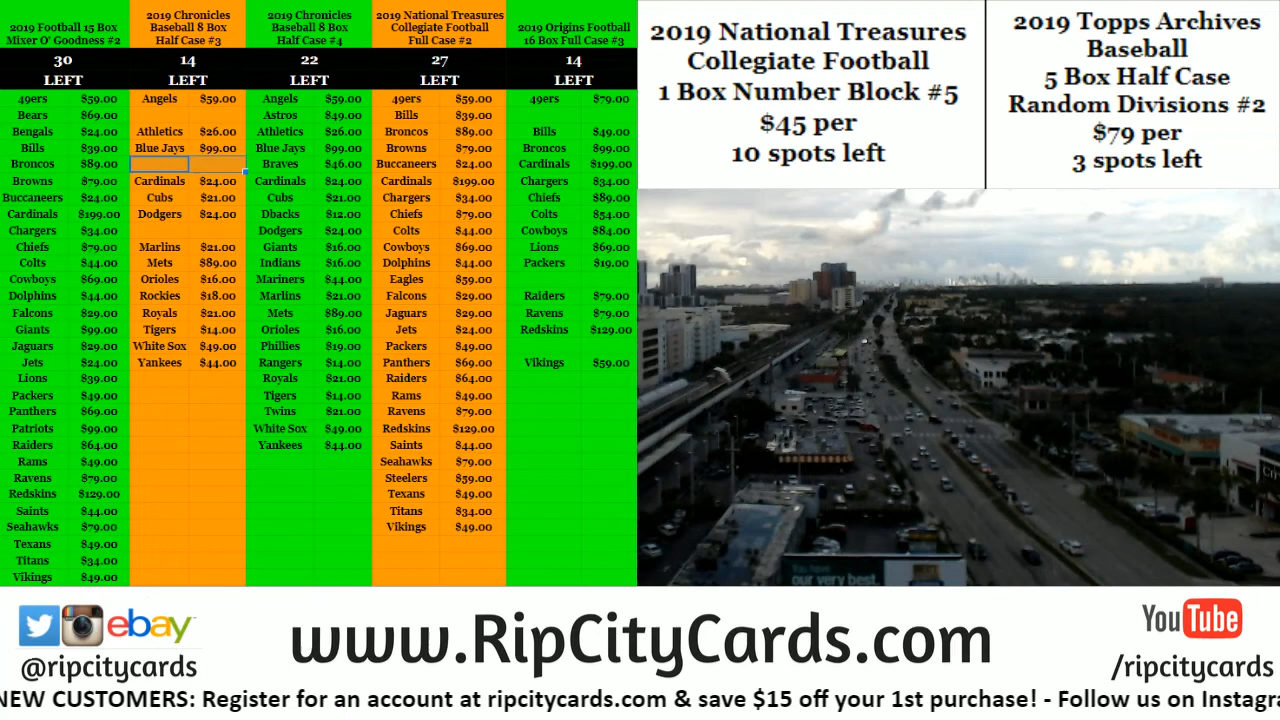 2019 Football 15 Box
Mixer O' Goodness #2
30
LEFT
49ers $59.00
Bears $69.00
Bengals $24.00
Bills $39.00
Broncos $89.00
Browns $79.00
Buccaneers $24.00
Cardinals $199.00
Chargers $34.00
Chiefs $79.00
Colts $44.00
Cowboys $69.00
Dolphins $44.00
Falcons $29.00
Giants $99.00
Jaguars $29.00
Jets $24.00
Lions $39.00
Packers $49.00
Panthers $69.00
Patriots $99.00
Raiders $64.00
Rams $49.00
Ravens $79.00
Redskins $129.00
Saints $44.00
Seahawks $79.00
Texans $49.00
Titans $34.00
Vikings $49.00
2019 Chronicles
Baseball 8 Box
Half Case #3
14
LEFT
Angels $59.00
Athletics $26.00
Blue Jays $99.00
Cardinals $24.00
Cubs $21.00
Dodgers $24.00
Marlins $21.00
Mets $89.00
Orioles $16.00
Rockies $18.00
Royals $21.00
Tigers $14.00
White Sox $49.00
Yankees $44.00
2019 Chronicles
Baseball 8 Box
Half Case #4
22
LEFT
Angels $59.00
Astros $49.00
Athletics $26.00
Blue Jays $99.00
Braves $46.00
Cardinals $24.00
Cubs $21.00
Dbacks $12.00
Dodgers $24.00
Giants $16.00
Indians $16.00
Mariners $44.00
Marlins $21.00
Mets $89.00
Orioles $16.00
Phillies $19.00
Rangers $14.00
Royals $21.00
Tigers $14.00
Twins $21.00
White Sox $49.00
Yankees $44.00
2019 National Treasures
Collegiate Football
Full Case #2
27
LEFT
49ers $59.00
Bills $39.00
Broncos $89.00
Browns $79.00
Buccaneers $24.00
Cardinals $199.00
Chargers $34.00
Chiefs $79.00
Colts $44.00
Cowboys $69.00
Dolphins $44.00
Eagles $59.00
Falcons $29.00
Jaguars $29.00
Jets $24.00
Packers $49.00
Panthers $69.00
Raiders $64.00
Rams $49.00
Ravens $79.00
Redskins $129.00
Saints $44.00
Seahawks $79.00
Steelers $59.00
Texans $49.00
Titans $34.00
Vikings $49.00
2019 Origins Football
16 Box Full Case #3
14
LEFT
49ers $79.00
Bills $49.00
Broncos $99.00
Cardinals $199.00
Chargers $34.00
Chiefs $89.00
Colts $54.00
Cowboys $84.00
Lions $69.00
Packers $19.00
Raiders $79.00
Ravens $79.00
Redskins $129.00
Vikings $59.00
2019 National Treasures
Collegiate Football
1 Box Number Block #5
$45 per
10 spots left
2019 Topps Archives
Baseball
5 Box Half Case
Random Divisions #2
$79 per
3 spots left
You have
our very best.
ebay
@ripcitycards
www.RipCityCards.com
YouTube
/ripcitycards
NEW CUSTOMERS: Register for an account at ripcitycards.com & save $15 off your 1st purchase! - Follow us on Instagra